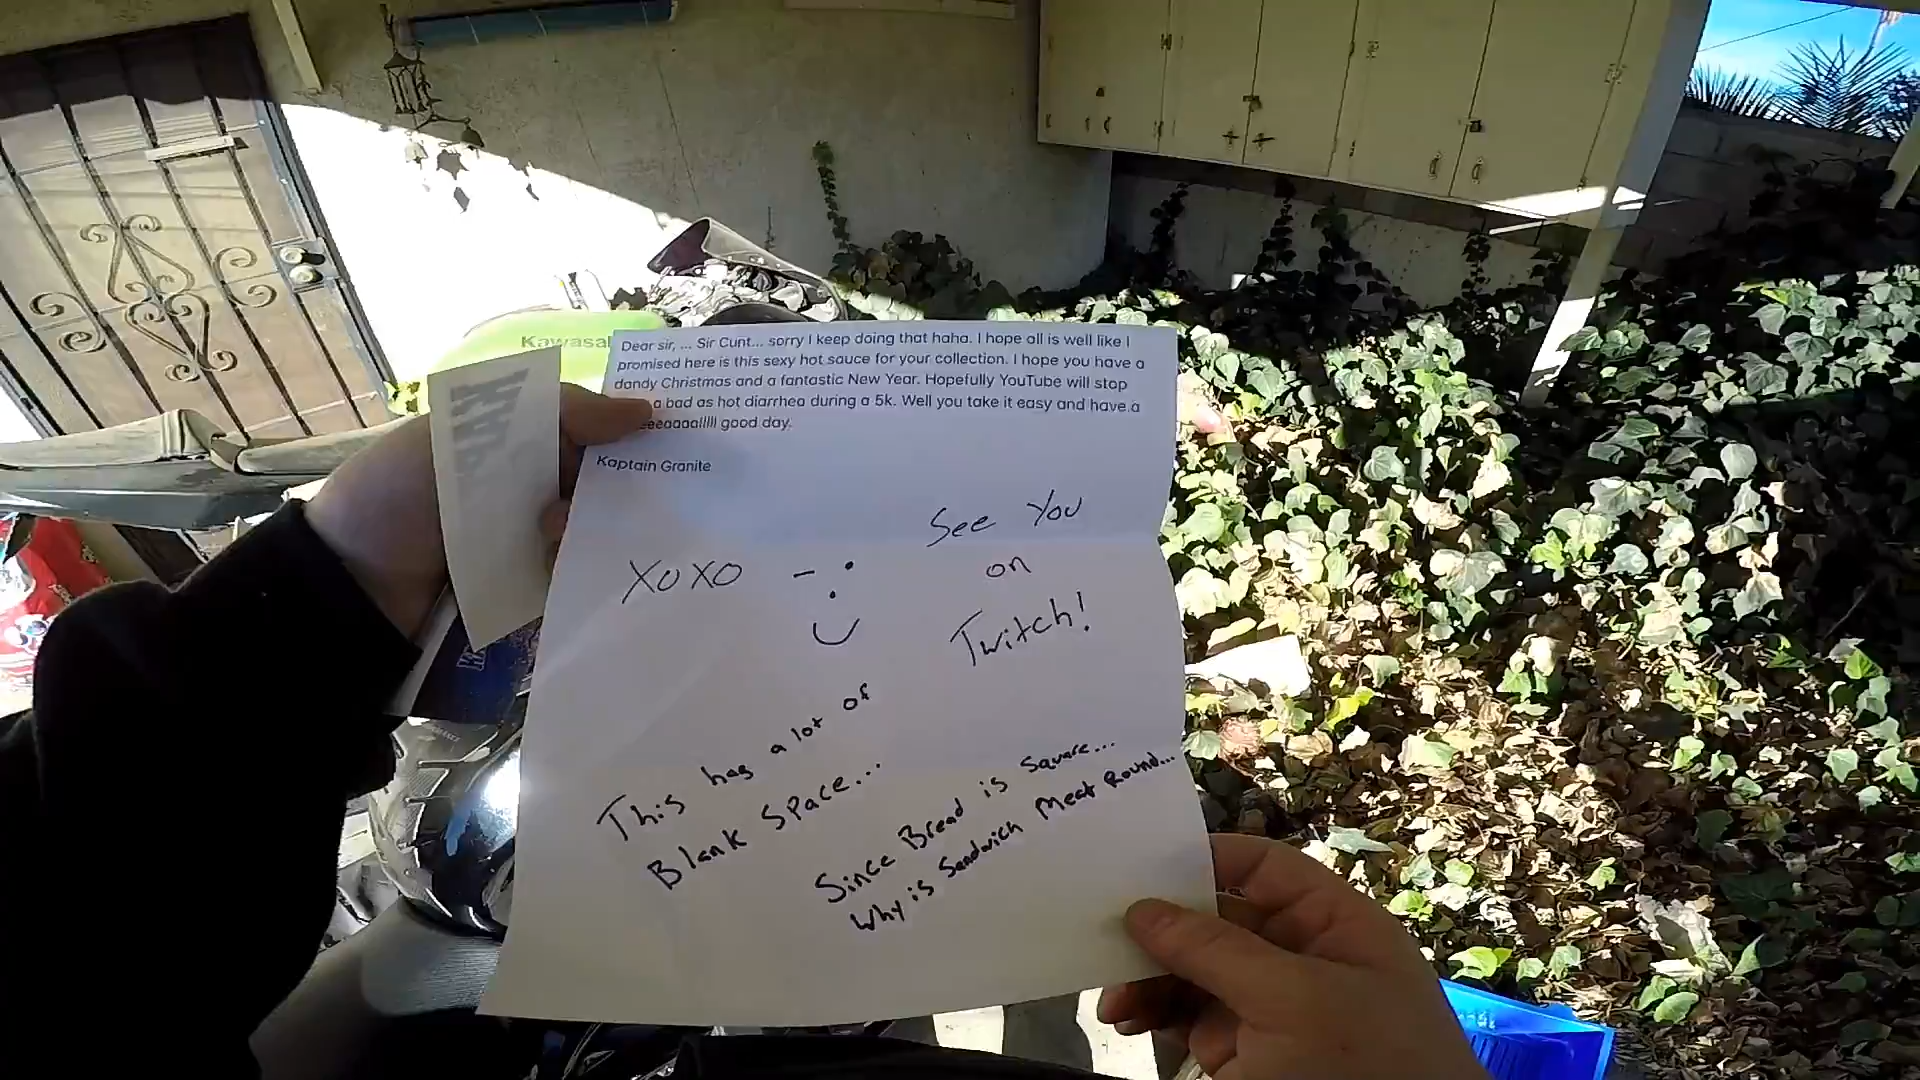 Kawasa
Dear sir, ... Sir Cunt... sorry I keep doing that haha. I hope all is well like I
promised here is this sexy hot sauce for your collection. I hope you have a
dandy Christmas and a fantastic New Year. Hopefully YouTube will stop
a bad as hot diarrhea during a 5k. Well you take it easy and have a
eeeaaaalllll good day.
Kaptain Granite
See You
on
Twitch!
XOXO
This has a lot of
Blank Space...
Since Bread is Square...
Why is Sandwich Meat Round...